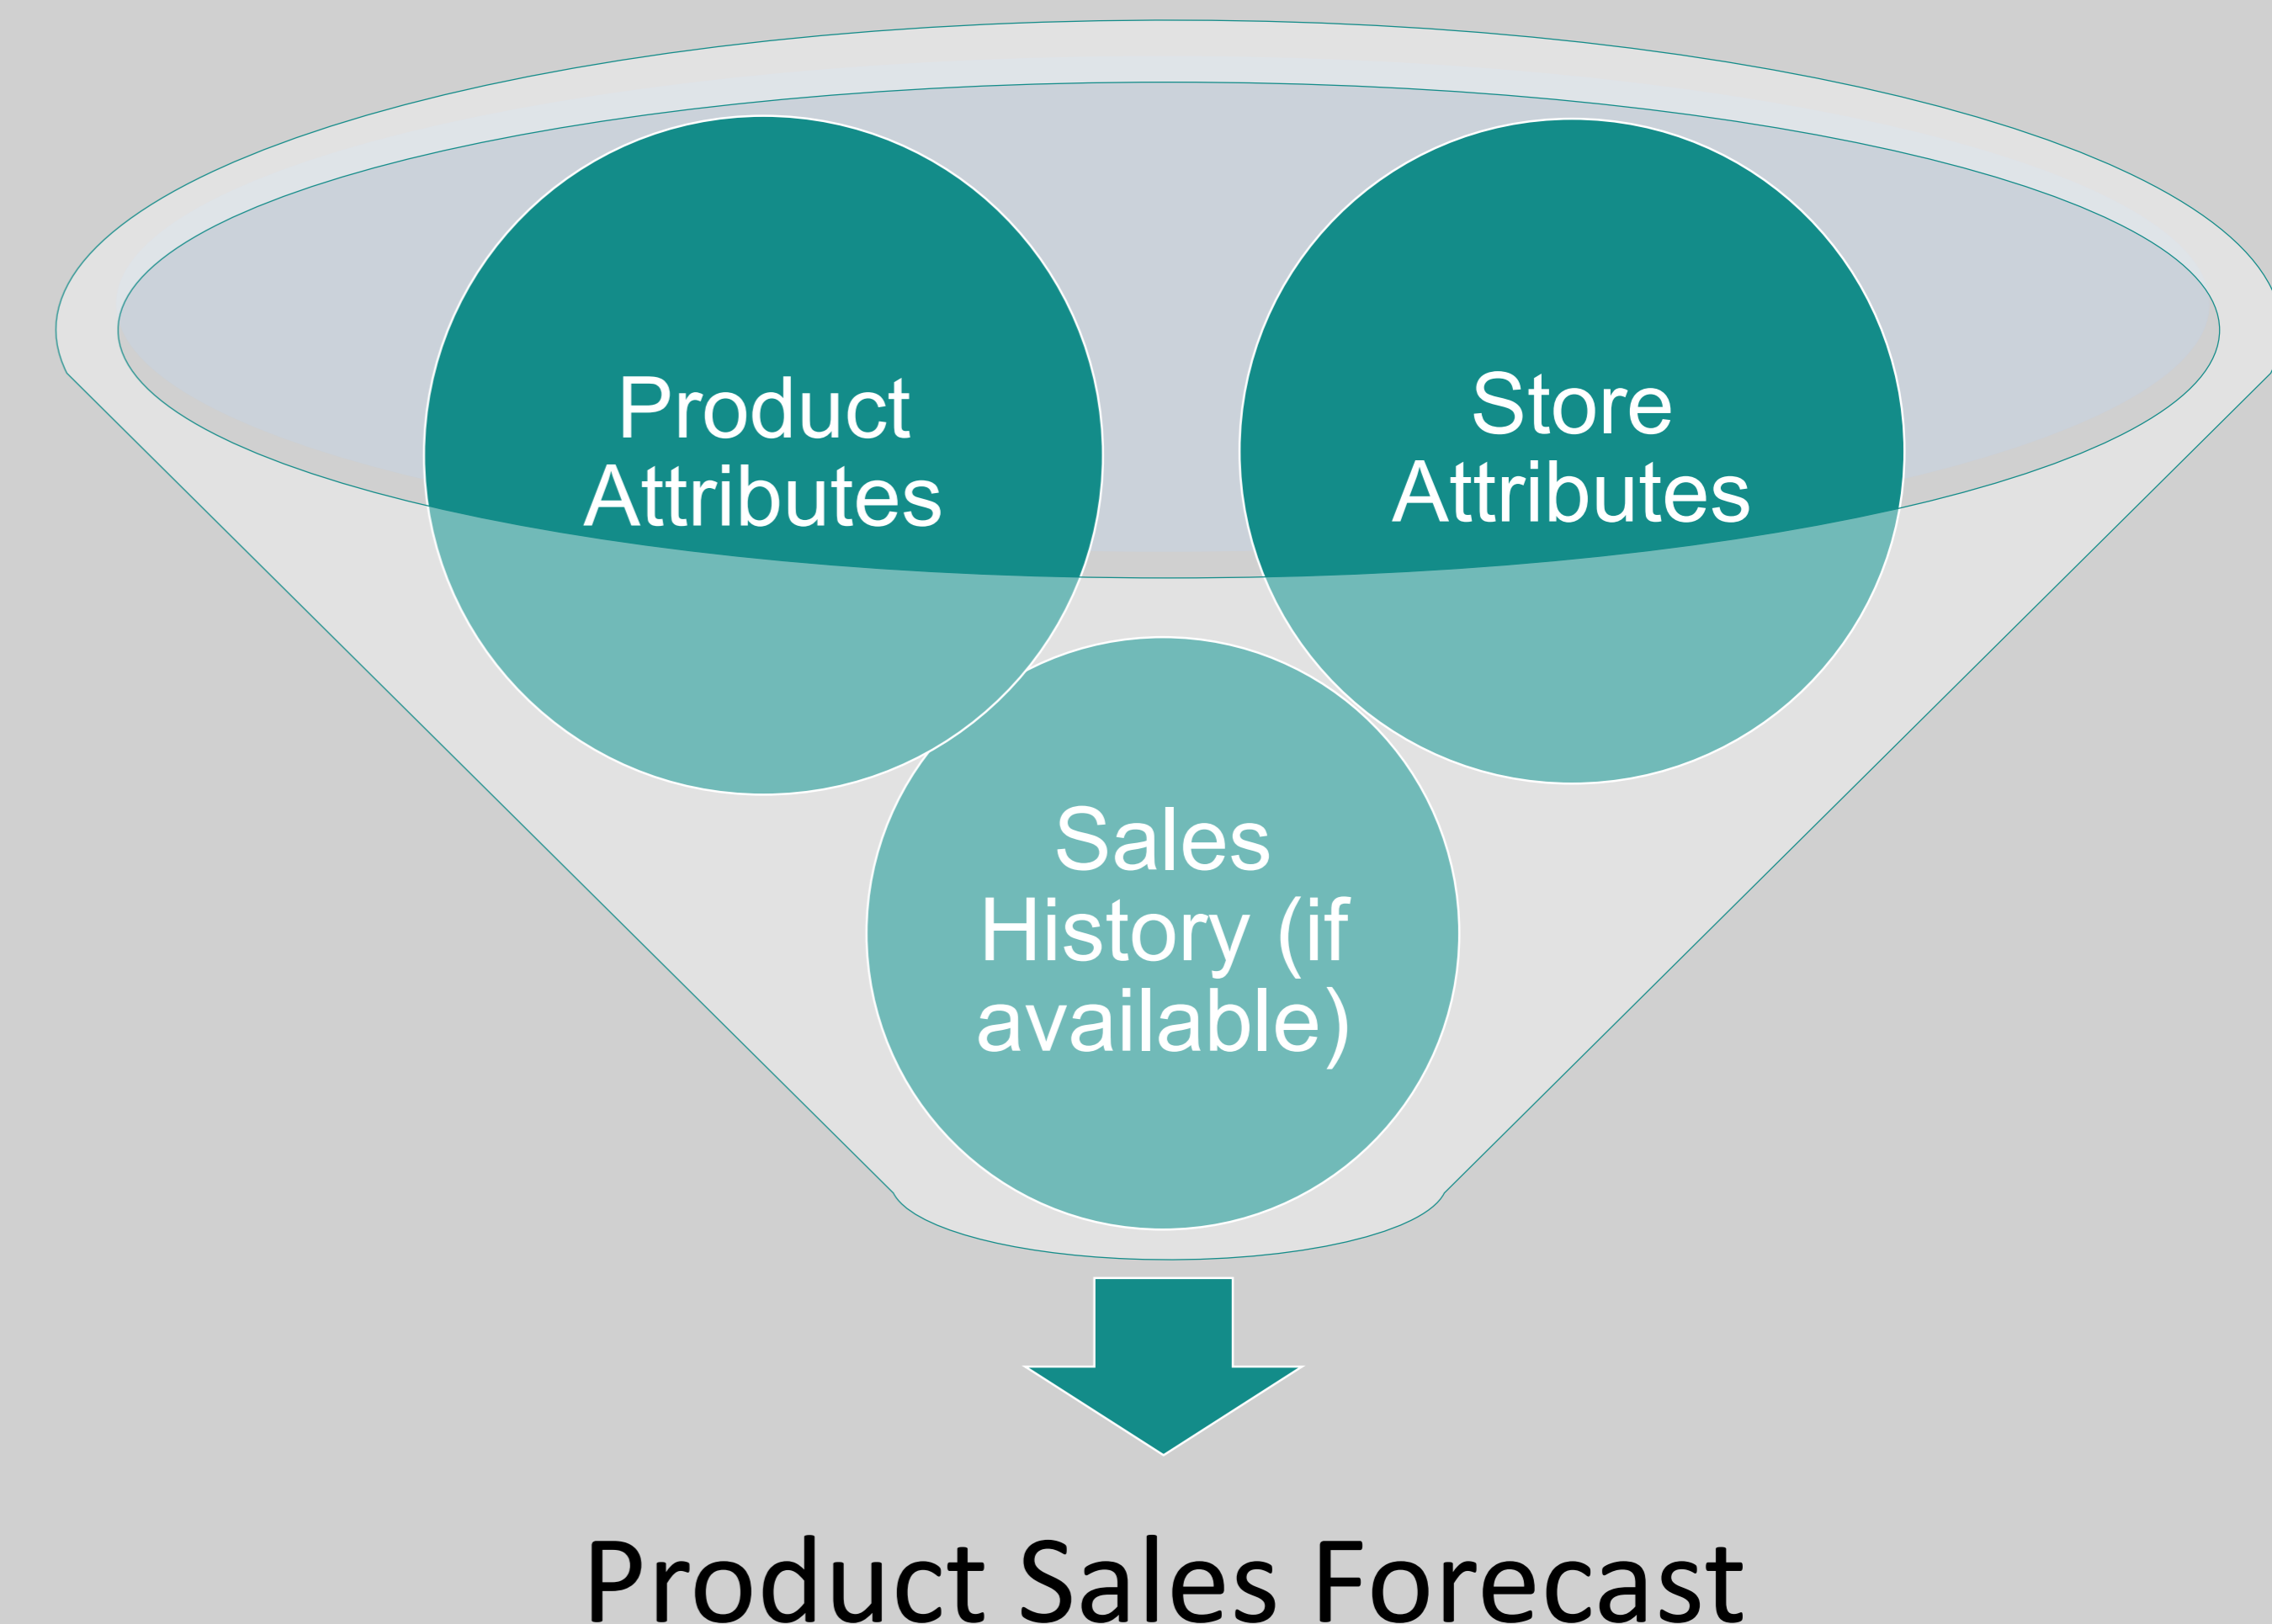 Product
Attributes
Store
Attributes
Sales
History (if
available)
Product Sales Forecast